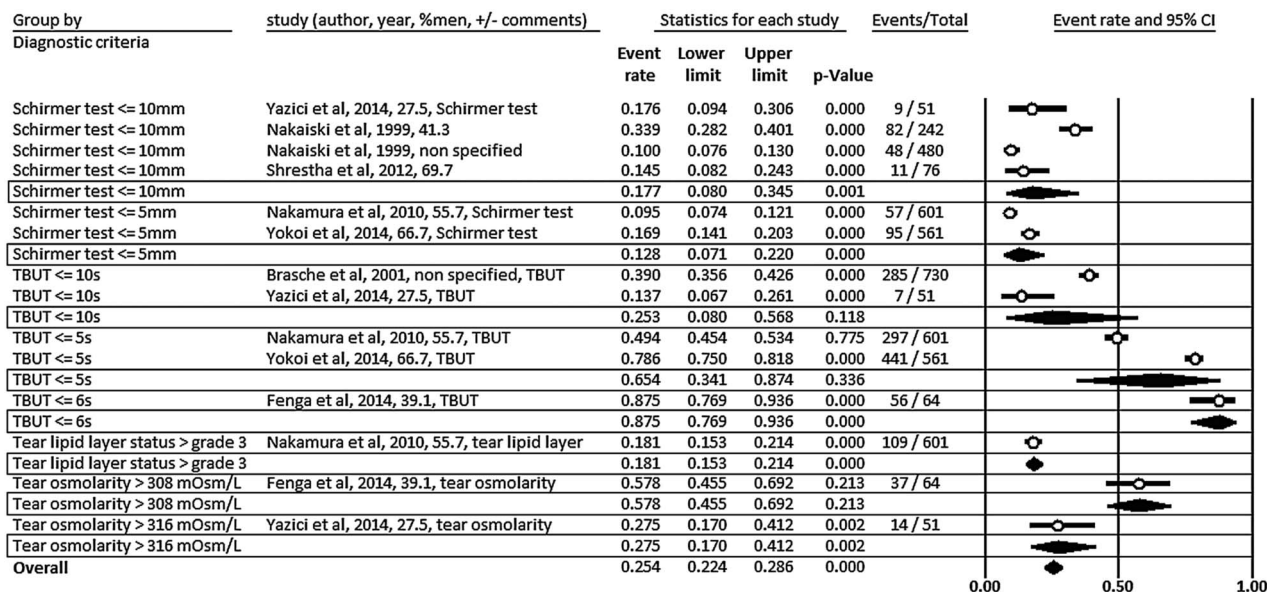 Group by study (author, year, %men, +/- comments) Statistics for each study Events/Total Event rate and 95% CI
Diagnostic criteria
Event Lower Upper
rate limit limit p-Value
Schirmer test <= 10mm Yazici et al, 2014, 27.5, Schirmer test 0.176 0.094 0.306 0.000 9 / 51
Schirmer test <= 10mm Nakaiski et al, 1999, 41.3 0.339 0.282 0.401 0.000 82 / 242
Schirmer test <= 10mm Nakaiski et al, 1999, non specified 0.100 0.076 0.130 0.000 48 / 480
Schirmer test <= 10mm Shrestha et al, 2012, 69.7 0.145 0.082 0.243 0.000 11 / 76
Schirmer test <= 10mm 0.177 0.080 0.345 0.001
Schirmer test <= 5mm Nakamura et al, 2010, 55.7, Schirmer test 0.095 0.074 0.121 0.000 57 / 601
Schirmer test <= 5mm Yokoi et al, 2014, 66.7, Schirmer test 0.169 0.141 0.203 0.000 95 / 561
Schirmer test <= 5mm 0.128 0.071 0.220 0.000
TBUT <= 10s Brasche et al, 2001, non specified, TBUT 0.390 0.356 0.426 0.000 285 / 730
TBUT <= 10s Yazici et al, 2014, 27.5, TBUT 0.137 0.067 0.261 0.000 7 / 51
TBUT <= 10s 0.253 0.080 0.568 0.118
TBUT <= 5s Nakamura et al, 2010, 55.7, TBUT 0.494 0.454 0.534 0.775 297 / 601
TBUT <= 5s Yokoi et al, 2014, 66.7, TBUT 0.786 0.750 0.818 0.000 441 / 561
TBUT <= 5s 0.654 0.341 0.874 0.336
TBUT <= 6s Fenga et al, 2014, 39.1, TBUT 0.875 0.769 0.936 0.000 56 / 64
TBUT <= 6s 0.875 0.769 0.936 0.000
Tear lipid layer status > grade 3 Nakamura et al, 2010, 55.7, tear lipid layer 0.181 0.153 0.214 0.000 109 / 601
Tear lipid layer status > grade 3 0.181 0.153 0.214 0.000
Tear osmolarity > 308 mOsm/L Fenga et al, 2014, 39.1, tear osmolarity 0.578 0.455 0.692 0.213 37 / 64
Tear osmolarity > 308 mOsm/L 0.578 0.455 0.692 0.213
Tear osmolarity > 316 mOsm/L Yazici et al, 2014, 27.5, tear osmolarity 0.275 0.170 0.412 0.002 14 / 51
Tear osmolarity > 316 mOsm/L 0.275 0.170 0.412 0.002
Overall 0.254 0.224 0.286 0.000
0.00 0.50 1.00